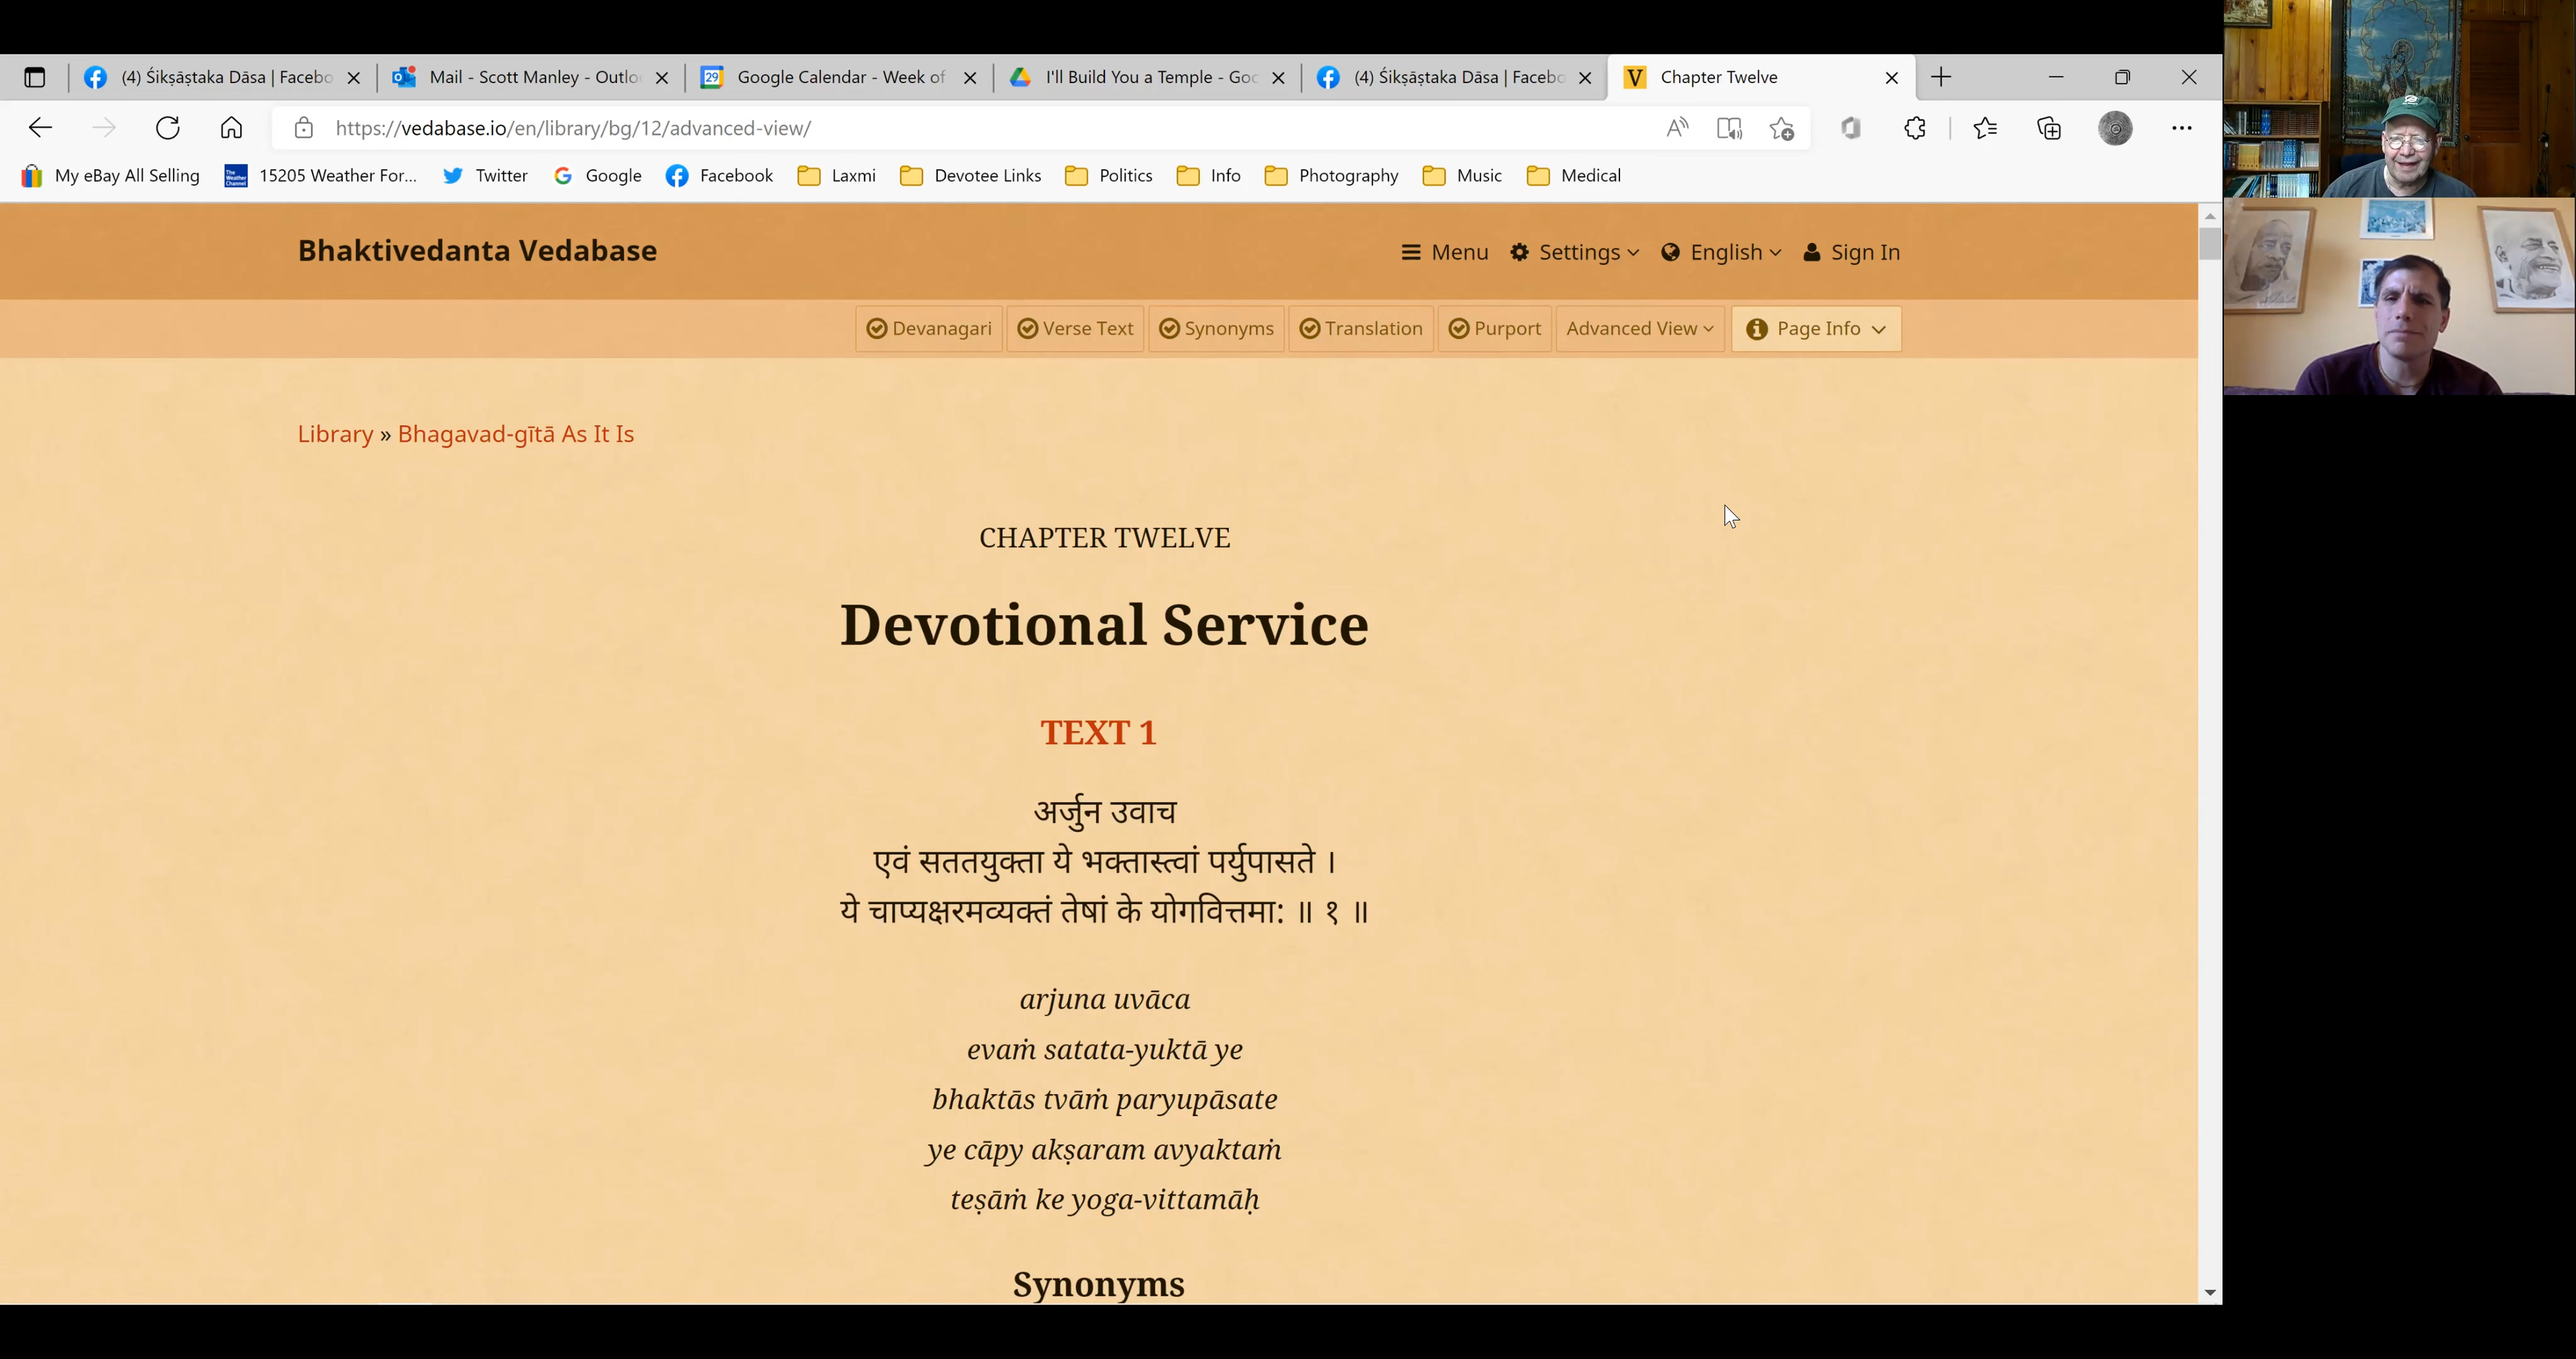 (4) Śikṣāṣṭaka Dāsa | Facebo
Mail - Scott Manley - Outlo
29
Google Calendar - Week of
I'll Build You a Temple - Goo
(4) Śikṣāṣṭaka Dāsa | Facebo
V
Chapter Twelve
https://vedabase.io/en/library/bg/12/advanced-view/
My eBay All Selling
15205 Weather For...
Twitter
Google
Facebook
Laxmi
Devotee Links
Politics
Info
Photography
Music
Medical
Bhaktivedanta Vedabase
Menu
Settings
English
Sign In
Devanagari
Verse Text
Synonyms
Translation
Purport
Advanced View
Page Info
Library » Bhagavad-gītā As It Is
CHAPTER TWELVE
Devotional Service
TEXT 1
अर्जुन उवाच
एवं सततयुक्ता ये भक्तास्त्वां पर्युपासते ।
ये चाप्यक्षरमव्यक्तं तेषां के योगवित्तमा: ॥ १ ॥
arjuna uvāca
evaṁ satata-yuktā ye
bhaktās tvāṁ paryupāsate
ye cāpy akṣaram avyaktaṁ
teṣāṁ ke yoga-vittamāḥ
Synonyms